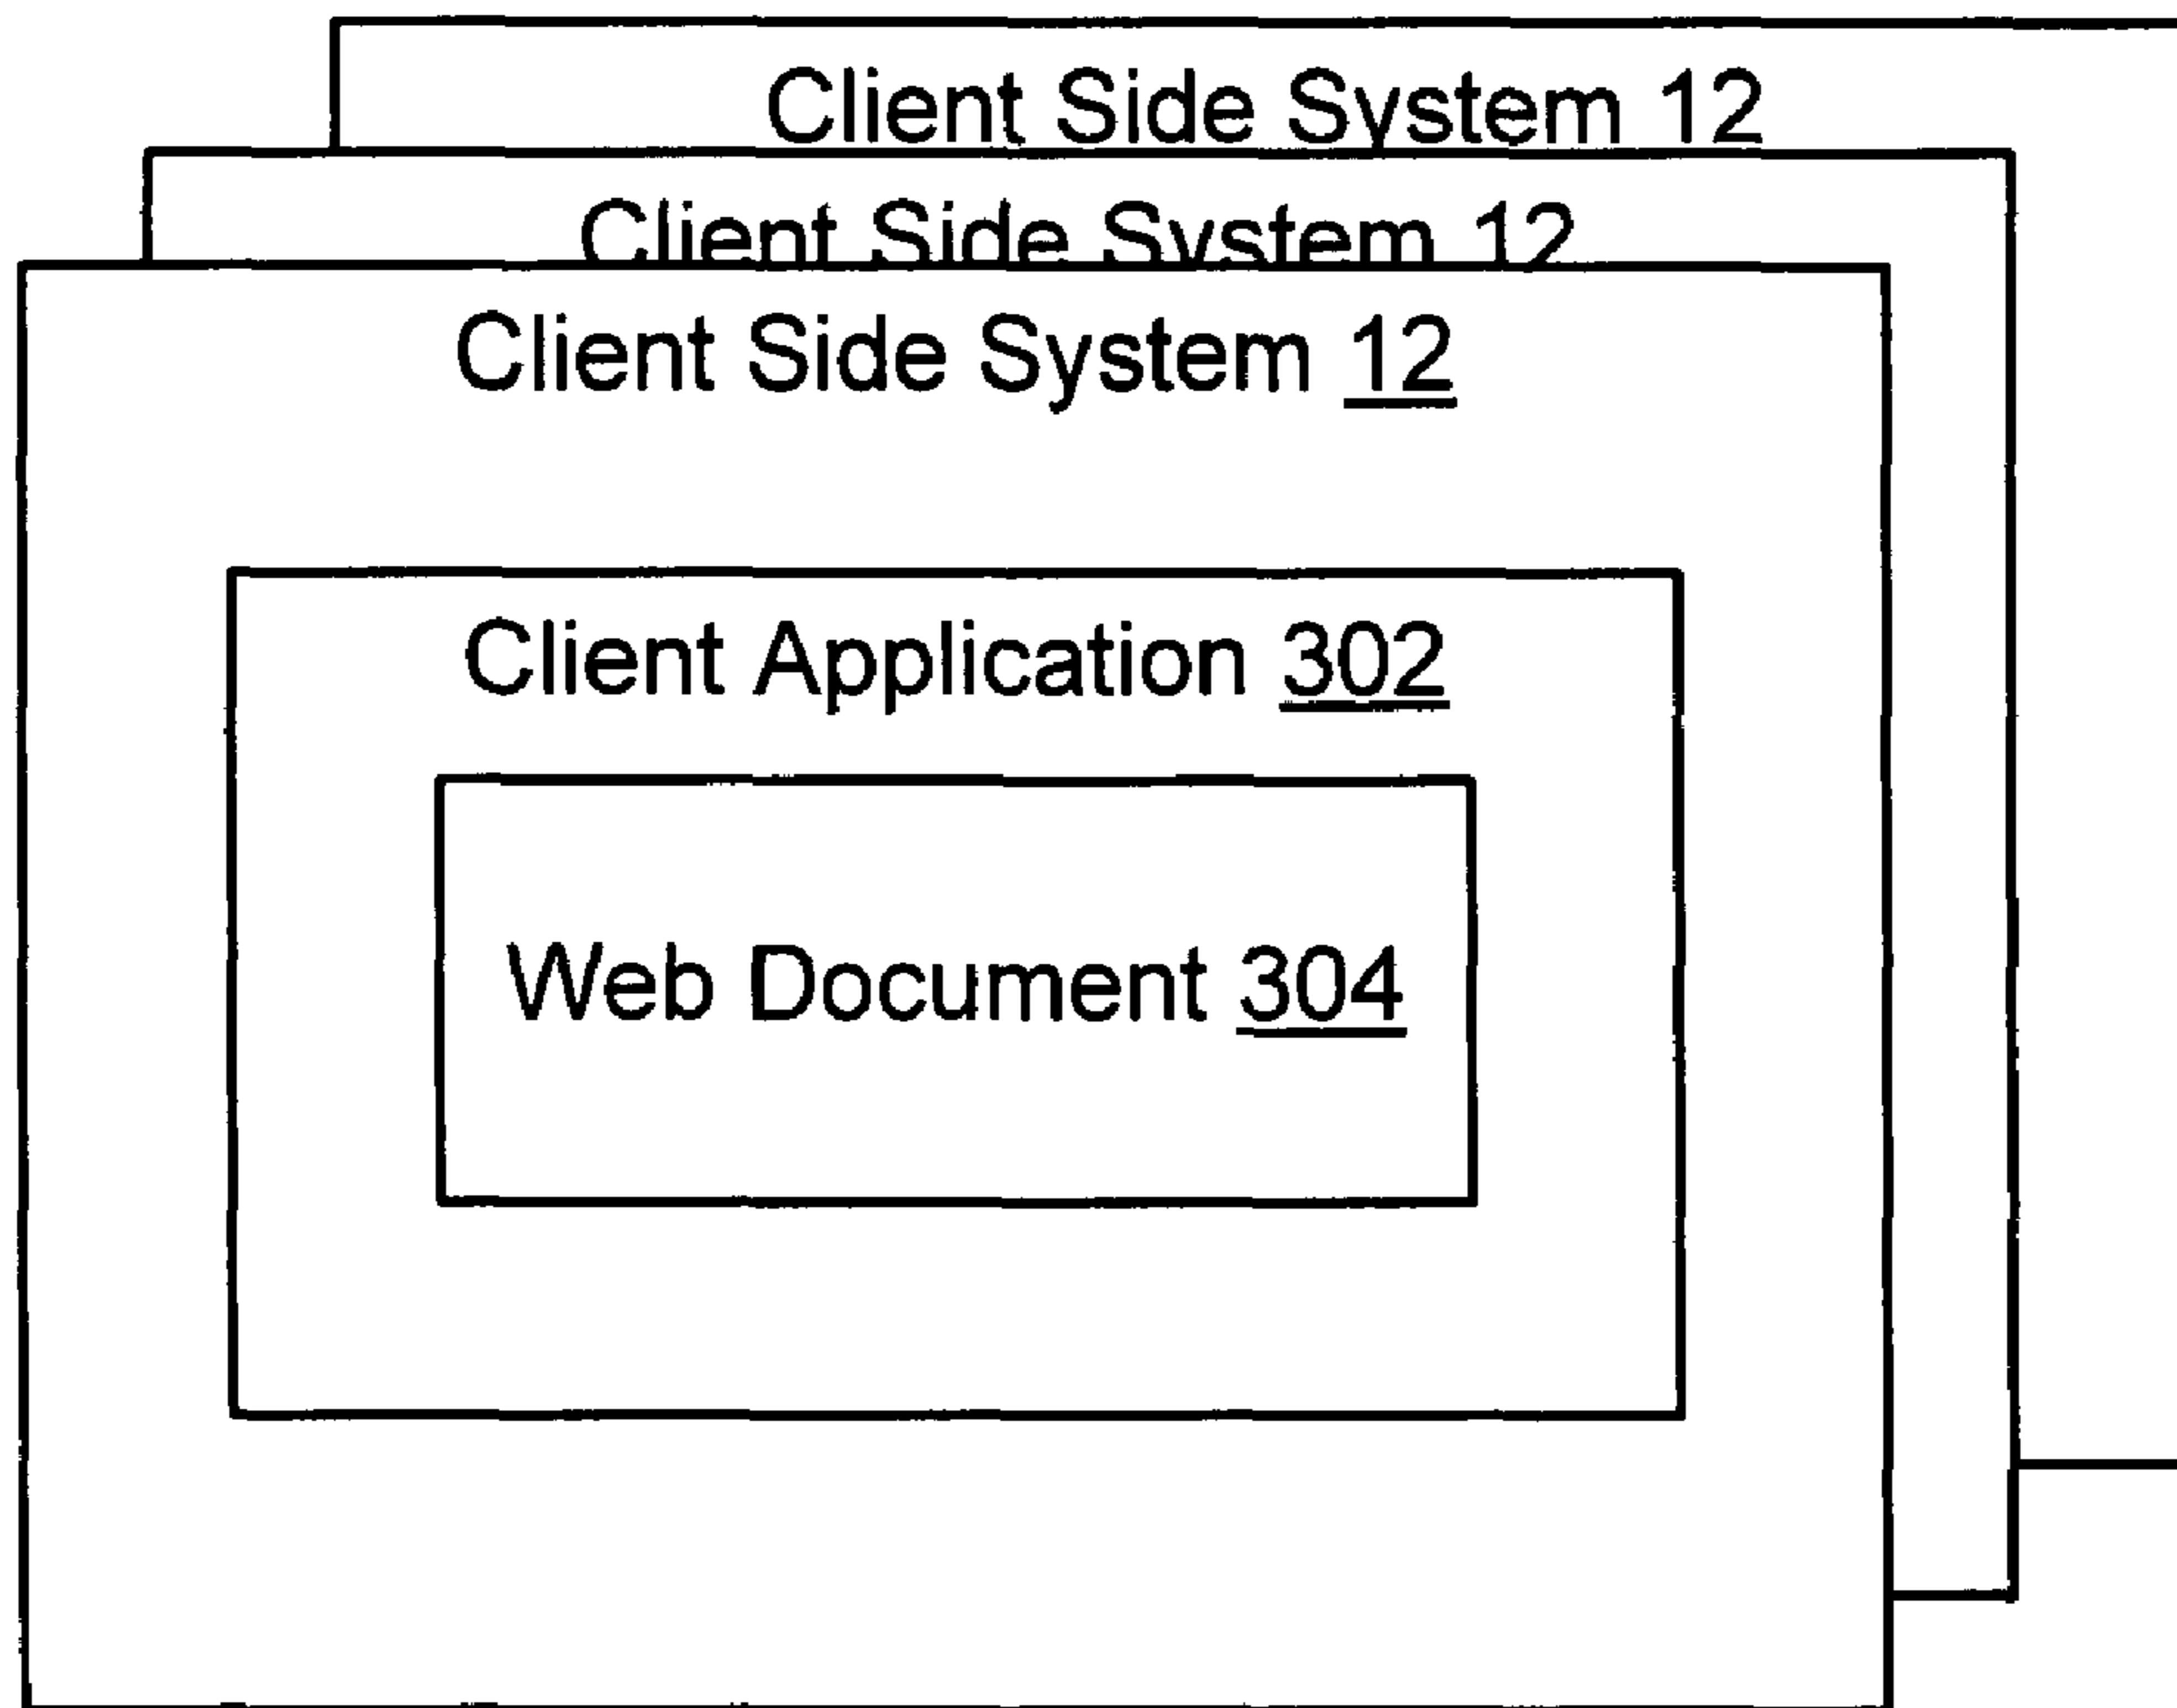 Client Side System 12
Client Side System 12
Client Side System 12
Client Application 302
Web Document 304